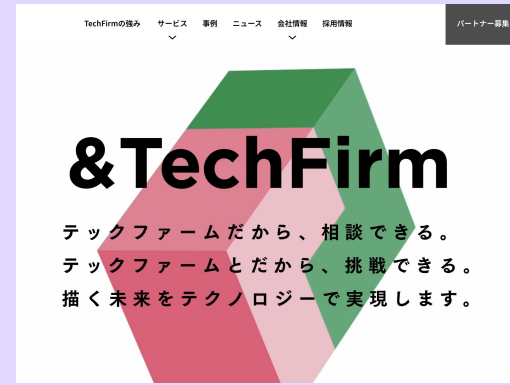 TechFirmの強み サービス 事例 ニュース 会社情報 採用情報 パートナー募集
&TechFirm
テックファームだから、相談できる。
テックファームとだから、挑戦できる。
描く未来をテクノロジーで実現します。